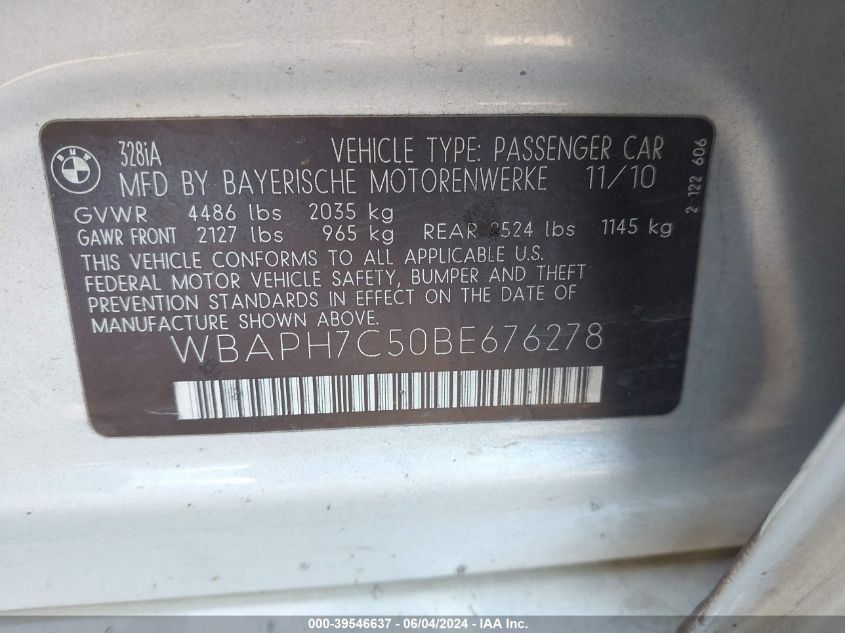 BMW
328iA VEHICLE TYPE: PASSENGER CAR
MFD BY BAYERISCHE MOTORENWERKE 11/10
GVWR 4486 lbs 2035 kg
GAWR FRONT 2127 lbs 965 kg REAR 2524 lbs 1145 kg
THIS VEHICLE CONFORMS TO ALL APPLICABLE U.S.
FEDERAL MOTOR VEHICLE SAFETY, BUMPER AND THEFT
PREVENTION STANDARDS IN EFFECT ON THE DATE OF
MANUFACTURE SHOWN ABOVE.
WBAPH7C50BE676278
2 122 606
000-39546637 - 06/04/2024 - IAA Inc.